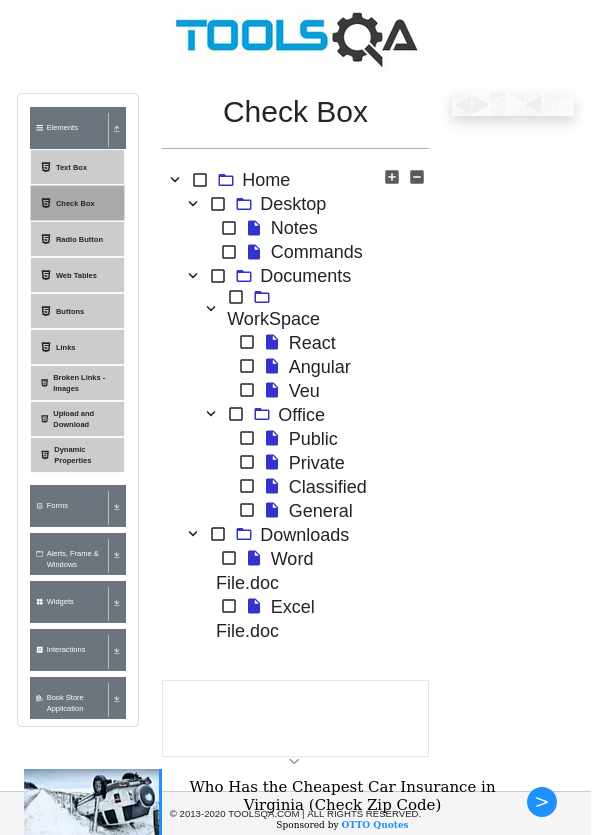 TOOLSQA
Check Box
Elements
Text Box
Check Box
Radio Button
Web Tables
Buttons
Links
Broken Links -
Images
Upload and
Download
Dynamic
Properties
Forms
Alerts, Frame &
Windows
Widgets
Interactions
Book Store
Application
Home
Desktop
Notes
Commands
Documents
WorkSpace
React
Angular
Veu
Office
Public
Private
Classified
General
Downloads
Word
File.doc
Excel
File.doc
Who Has the Cheapest Car Insurance in
Virginia (Check Zip Code)
© 2013-2020 TOOLSQA.COM | ALL RIGHTS RESERVED.
Sponsored by OTTO Quotes